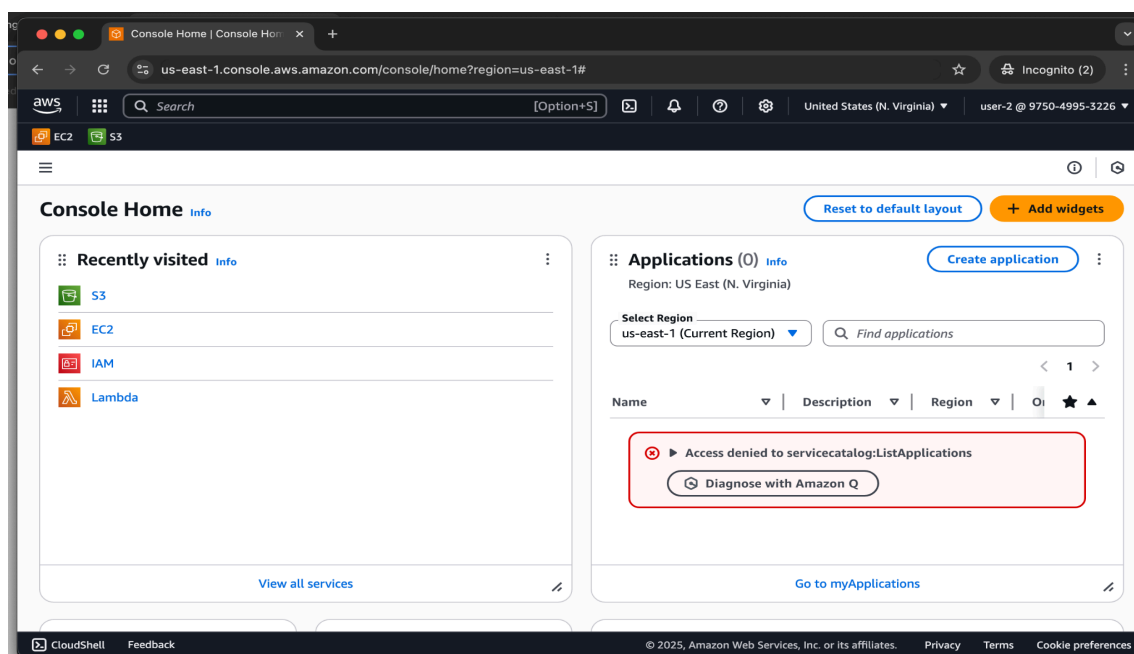 Console Home | Console Hom
us-east-1.console.aws.amazon.com/console/home?region=us-east-1#
Incognito (2)
aws
Search
[Option+S]
United States (N. Virginia)
user-2 @ 9750-4995-3226
EC2
S3
Console Home Info
Reset to default layout
+ Add widgets
Recently visited Info
S3
EC2
IAM
Lambda
View all services
Applications (0) Info
Create application
Region: US East (N. Virginia)
Select Region
us-east-1 (Current Region)
Find applications
1
Name
Description
Region
Access denied to servicecatalog:ListApplications
Diagnose with Amazon Q
Go to myApplications
CloudShell
Feedback
© 2025, Amazon Web Services, Inc. or its affiliates.
Privacy
Terms
Cookie preferences